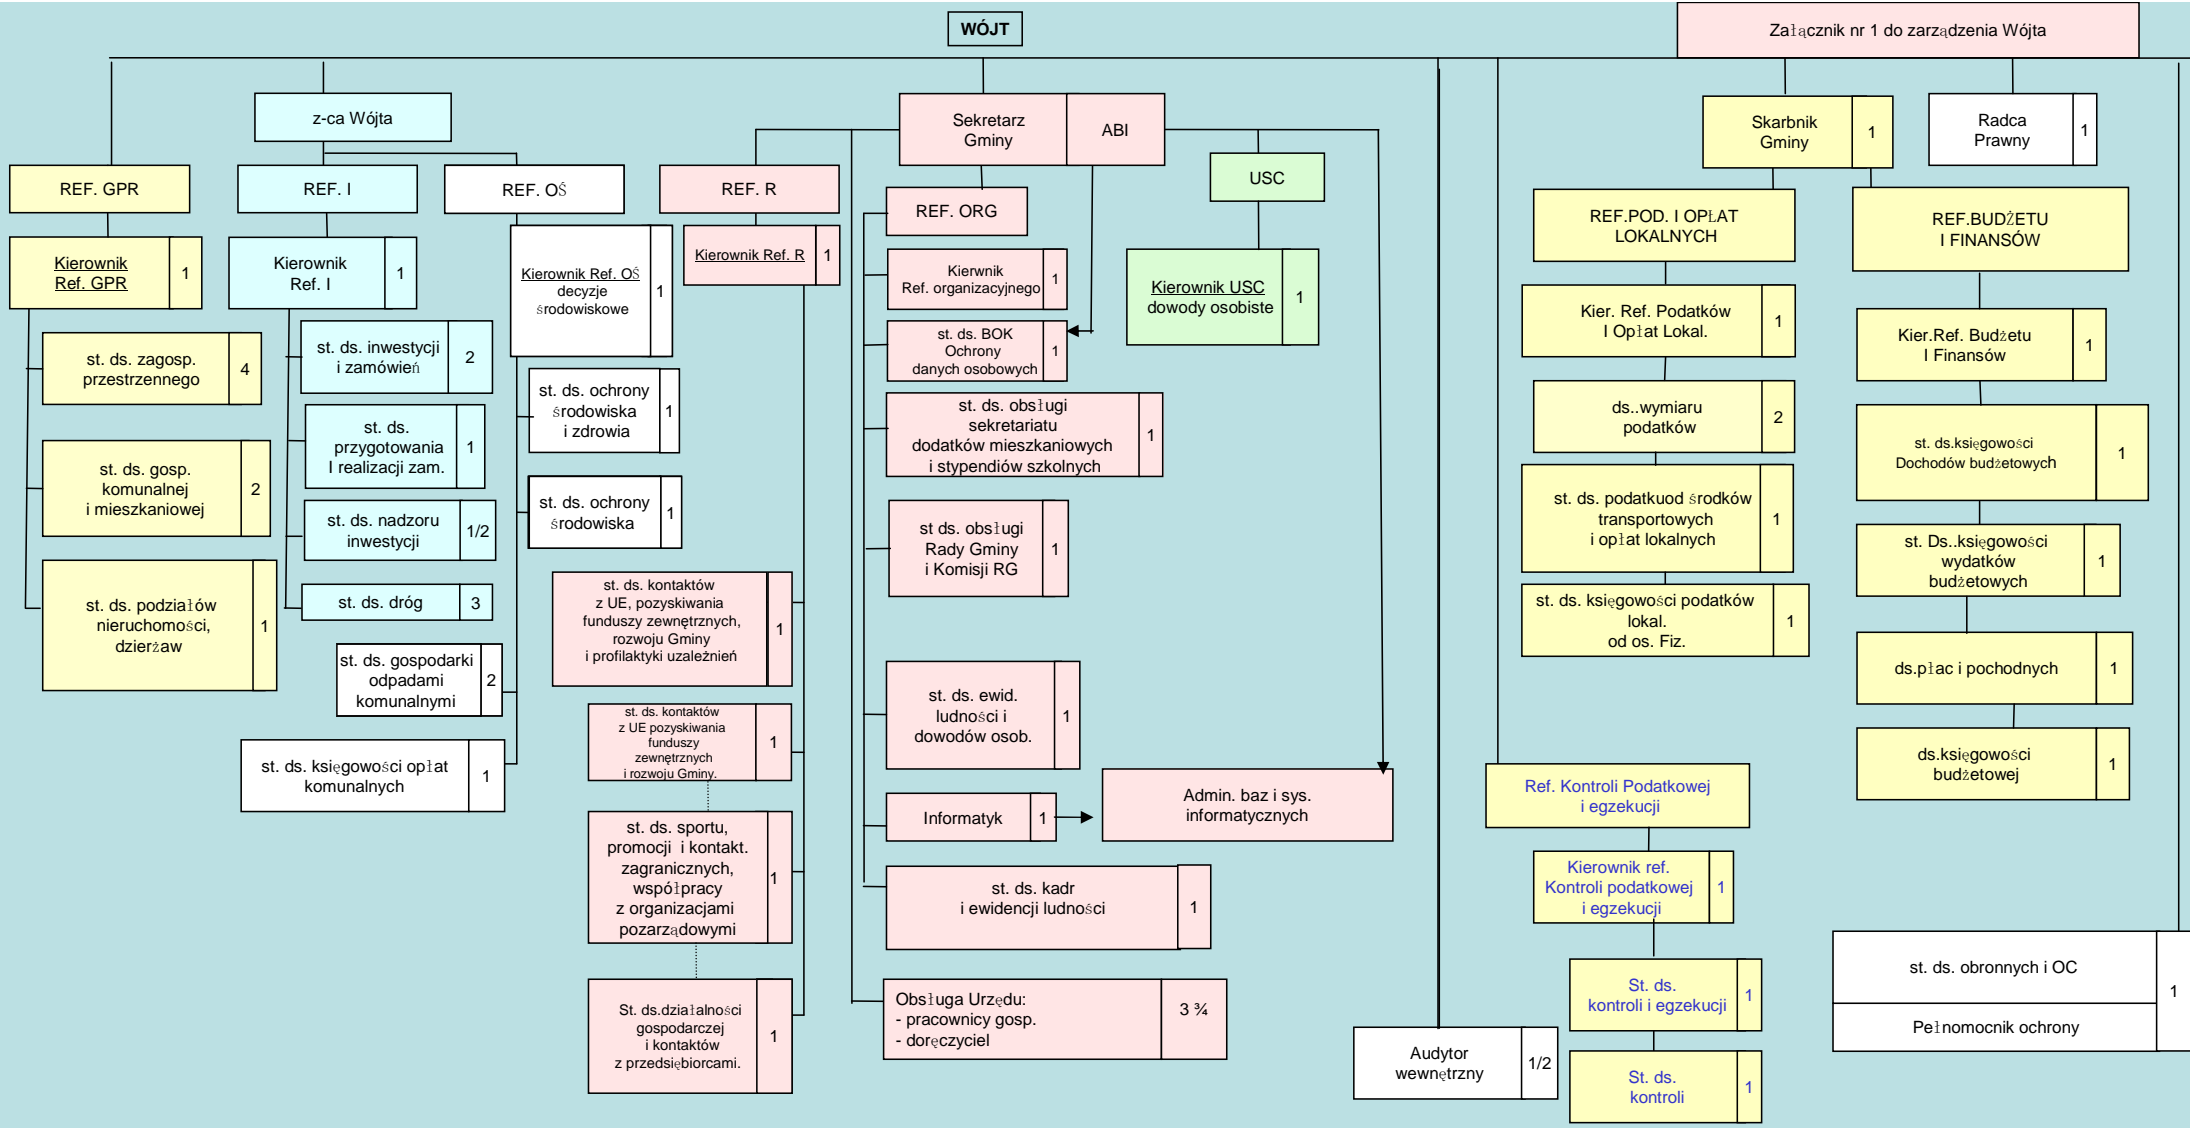 WÓJT
Załącznik nr 1 do zarządzenia Wójta
z-ca Wójta
Sekretarz
Gminy
ABI
Skarbnik
Gminy
1
Radca
Prawny
1
REF. GPR
Kierownik
Ref. GPR
1
st. ds. zagosp.
przestrzennego
4
st. ds. gosp.
komunalnej
i mieszkaniowej
2
st. ds. podziałów
nieruchomości,
dzierżaw
1
REF. I
Kierownik
Ref. I
1
st. ds. inwestycji
i zamówień
2
st. ds.
przygotowania
I realizacji zam.
1
st. ds. nadzoru
inwestycji
1/2
st. ds. dróg
3
REF. OŚ
Kierownik Ref. OŚ
decyzje
środowiskowe
1
st. ds. ochrony
środowiska
i zdrowia
1
st. ds. ochrony
środowiska
1
st. ds. gospodarki
odpadami
komunalnymi
2
st. ds. księgowości opłat
komunalnych
1
REF. R
Kierownik Ref. R
1
st. ds. kontaktów
z UE, pozyskiwania
funduszy zewnętrznych,
rozwoju Gminy
i profilaktyki uzależnień
1
st. ds. kontaktów
z UE pozyskiwania
funduszy
zewnętrznych
i rozwoju Gminy.
1
st. ds. sportu,
promocji i kontakt.
zagranicznych,
współpracy
z organizacjami
pozarządowymi
1
St. ds.działalności
gospodarczej
i kontaktów
z przedsiębiorcami.
1
REF. ORG
Kierwnik
Ref. organizacyjnego
1
st. ds. BOK
Ochrony
danych osobowych
1
st. ds. obsługi
sekretariatu
dodatków mieszkaniowych
i stypendiów szkolnych
1
st ds. obsługi
Rady Gminy
i Komisji RG
1
st. ds. ewid.
ludności i
dowodów osob.
1
Informatyk
1
Admin. baz i sys.
informatycznych
st. ds. kadr
i ewidencji ludności
1
Obsługa Urzędu:
- pracownicy gosp.
- doręczyciel
3 ¾
USC
Kierownik USC
dowody osobiste
1
Audytor
wewnętrzny
1/2
REF.POD. I OPŁAT
LOKALNYCH
Kier. Ref. Podatków
I Opłat Lokal.
1
ds..wymiaru
podatków
2
st. ds. podatkuod środków
transportowych
i opłat lokalnych
1
st. ds. księgowości podatków
lokal.
od os. Fiz.
1
REF.BUDŻETU
I FINANSÓW
Kier.Ref. Budżetu
I Finansów
1
st. ds.księgowości
Dochodów budżetowych
1
st. Ds..księgowości
wydatków
budżetowych
1
ds.płac i pochodnych
1
ds.księgowości
budżetowej
1
Ref. Kontroli Podatkowej
i egzekucji
Kierownik ref.
Kontroli podatkowej
i egzekucji
1
St. ds.
kontroli i egzekucji
1
St. ds.
kontroli
1
st. ds. obronnych i OC
Pełnomocnik ochrony
1